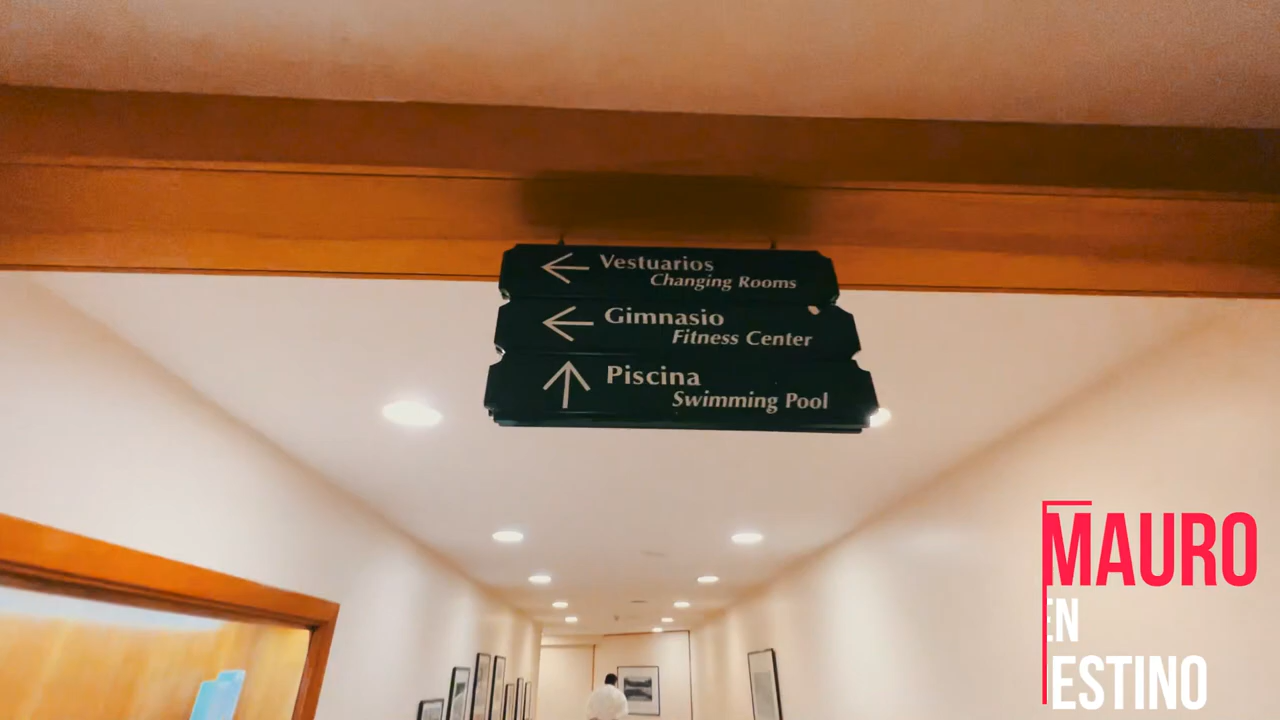 Vestuarios
Changing Rooms
Gimnasio
Fitness Center
Piscina
Swimming Pool
MAURO
EN
ESTINO